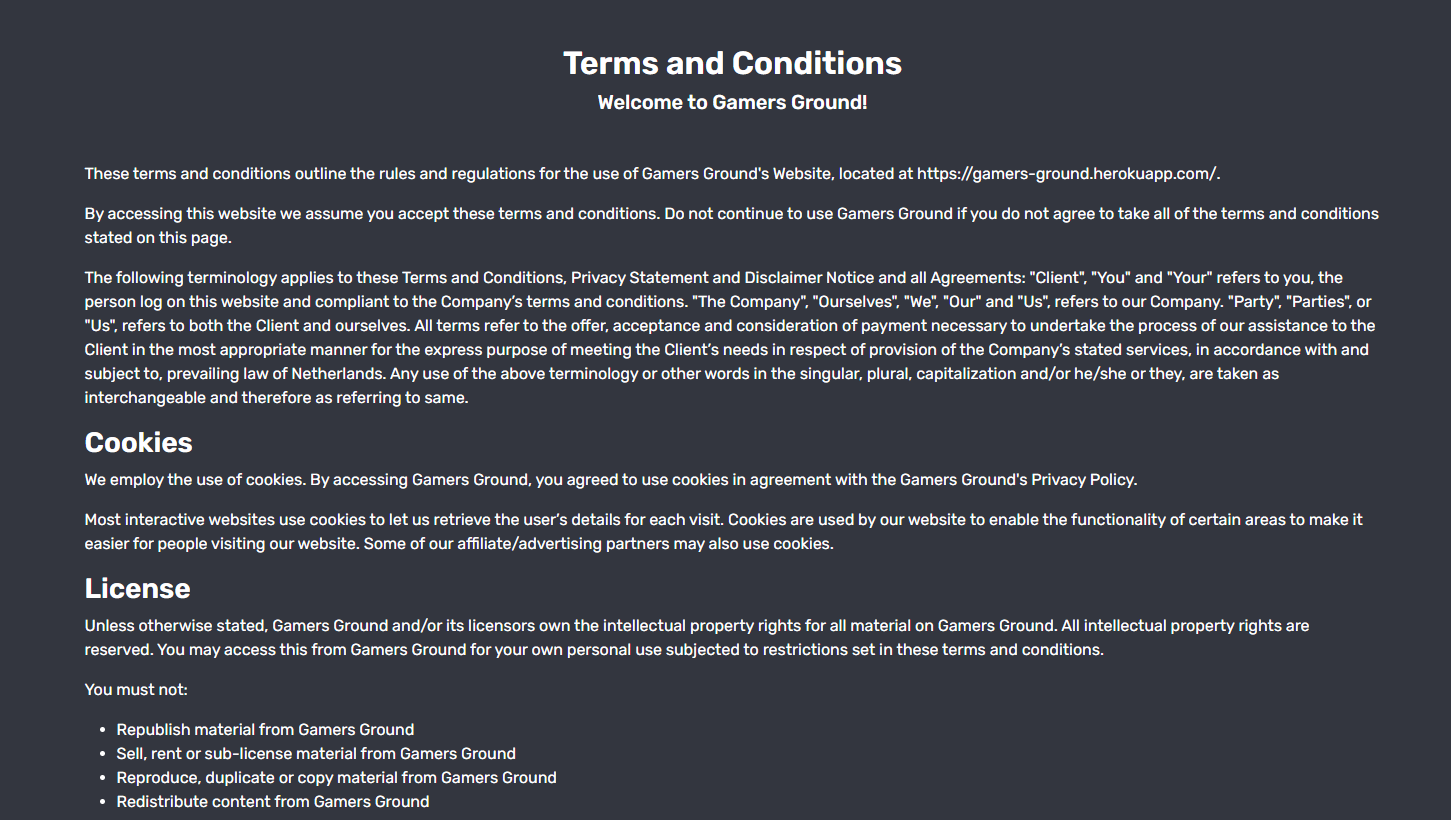 Terms and Conditions
Welcome to Gamers Ground!
These terms and conditions outline the rules and regulations for the use of Gamers Ground's Website, located at https://gamers-ground.herokuapp.com/.
By accessing this website we assume you accept these terms and conditions. Do not continue to use Gamers Ground if you do not agree to take all of the terms and conditions
stated on this page.
The following terminology applies to these Terms and Conditions, Privacy Statement and Disclaimer Notice and all Agreements: "Client", "You" and "Your" refers to you, the
person log on this website and compliant to the Company’s terms and conditions. "The Company", "Ourselves", "We", "Our" and "Us", refers to our Company. "Party", "Parties", or
"Us", refers to both the Client and ourselves. All terms refer to the offer, acceptance and consideration of payment necessary to undertake the process of our assistance to the
Client in the most appropriate manner for the express purpose of meeting the Client’s needs in respect of provision of the Company’s stated services, in accordance with and
subject to, prevailing law of Netherlands. Any use of the above terminology or other words in the singular, plural, capitalization and/or he/she or they, are taken as
interchangeable and therefore as referring to same.
Cookies
We employ the use of cookies. By accessing Gamers Ground, you agreed to use cookies in agreement with the Gamers Ground's Privacy Policy.
Most interactive websites use cookies to let us retrieve the user’s details for each visit. Cookies are used by our website to enable the functionality of certain areas to make it
easier for people visiting our website. Some of our affiliate/advertising partners may also use cookies.
License
Unless otherwise stated, Gamers Ground and/or its licensors own the intellectual property rights for all material on Gamers Ground. All intellectual property rights are
reserved. You may access this from Gamers Ground for your own personal use subjected to restrictions set in these terms and conditions.
You must not:
• Republish material from Gamers Ground
• Sell, rent or sub-license material from Gamers Ground
• Reproduce, duplicate or copy material from Gamers Ground
• Redistribute content from Gamers Ground